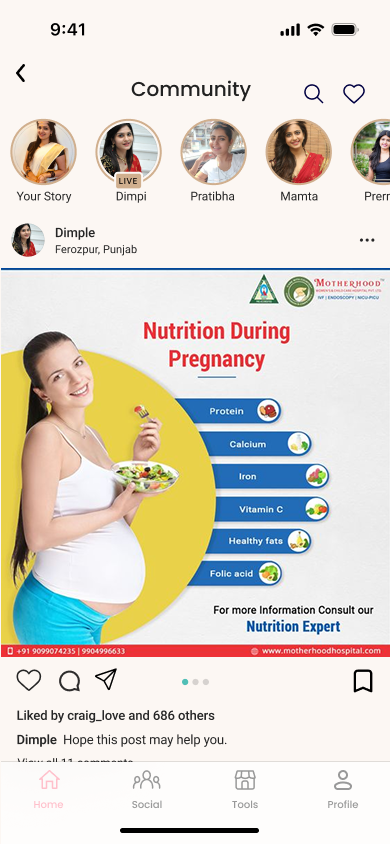 9:41
Community
LIVE
Your Story
Dimpi
Pratibha
Mamta
Dimple
Ferozpur, Punjab
MOTHERHOOD
IVF | ENDOSCOPY | NICU-PICU
Nutrition During
Pregnancy
Protein
Calcium
Iron
Vitamin C
Healthy fats
Folic acid
For more Information Consult our
Nutrition Expert
+91 9099074235 | 9904996633
www.motherhoodhospital.com
Liked by craig_love and 686 others
Dimple Hope this post may help you.
View all 11 comments
Home
Social
Tools
Profile